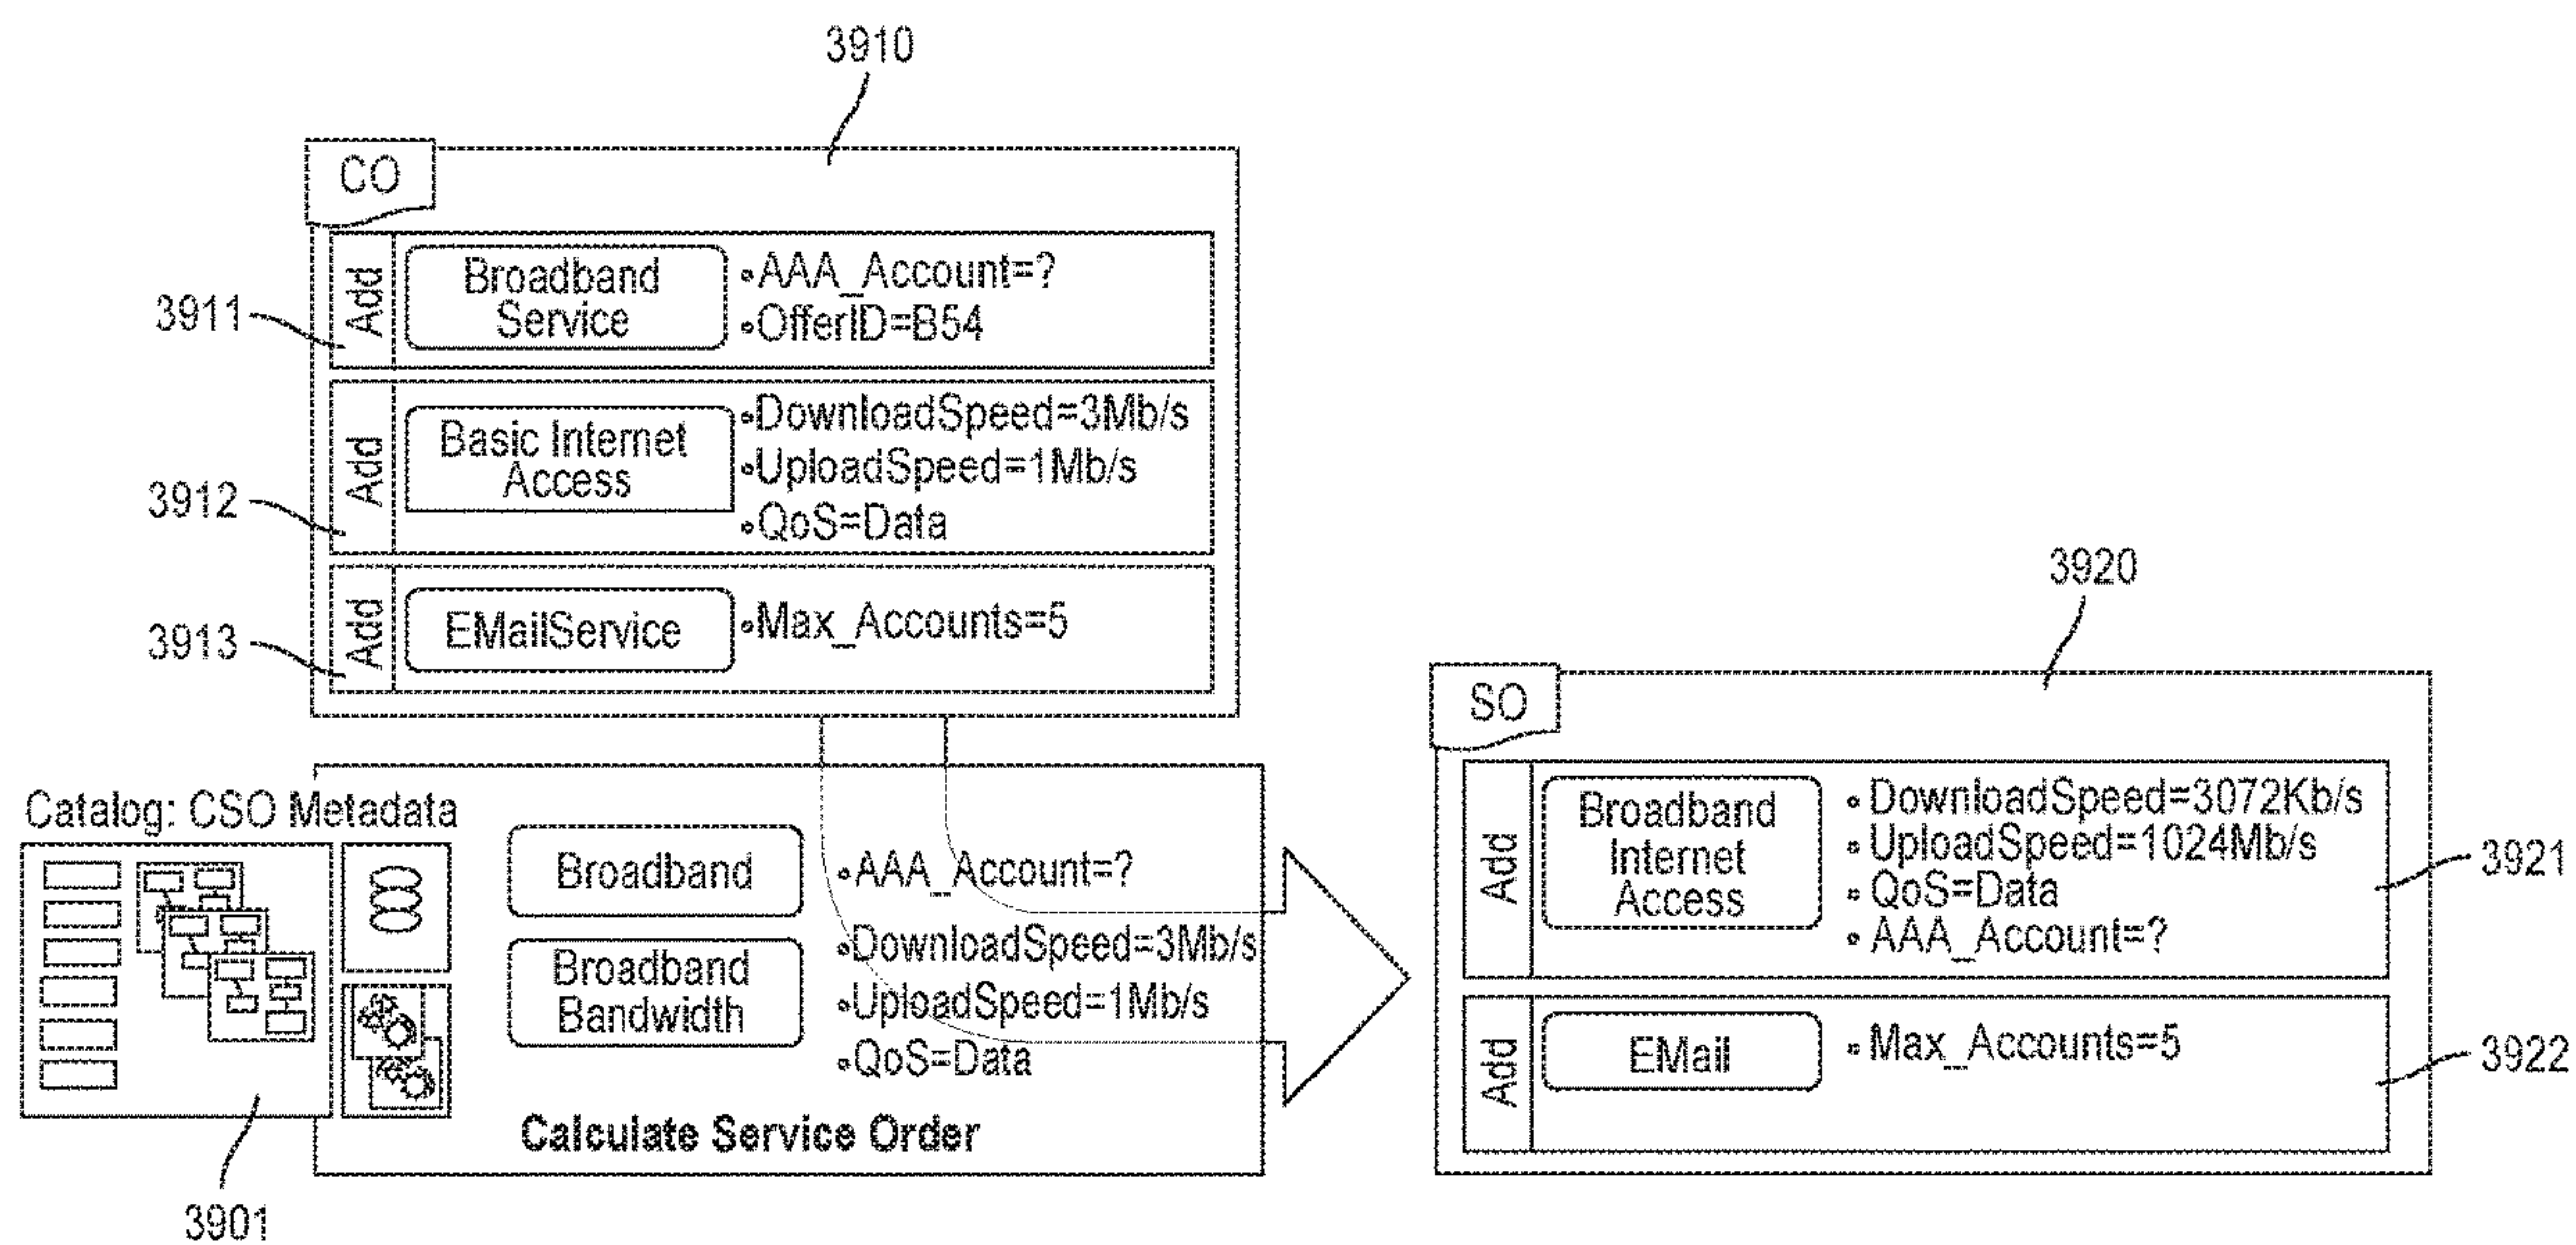 3910
CO
3911
Add
Broadband
Service
•AAA_Account=?
•OfferID=B54
3912
Add
Basic Internet
Access
•DownloadSpeed=3Mb/s
•UploadSpeed=1Mb/s
•QoS=Data
3913
Add
EMailService
•Max_Accounts=5
Catalog: CSO Metadata
3901
Broadband
•AAA_Account=?
Broadband
Bandwidth
•DownloadSpeed=3Mb/s
•UploadSpeed=1Mb/s
•QoS=Data
Calculate Service Order
3920
SO
Add
Broadband
Internet
Access
• DownloadSpeed=3072Kb/s
• UploadSpeed=1024Mb/s
• QoS=Data
• AAA_Account=?
3921
Add
EMail
• Max_Accounts=5
3922